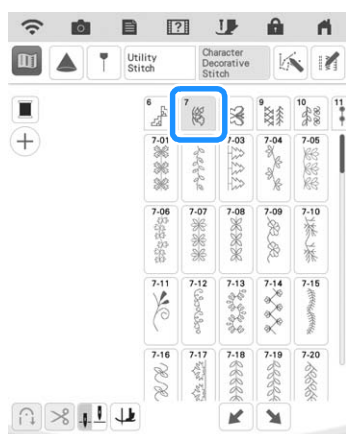 Utility
Stitch
Character
Decorative
Stitch
6 7 9 10 11
7-01 7-03 7-04 7-05
7-06 7-07 7-08 7-09 7-10
7-11 7-12 7-13 7-14 7-15
7-16 7-17 7-18 7-19 7-20